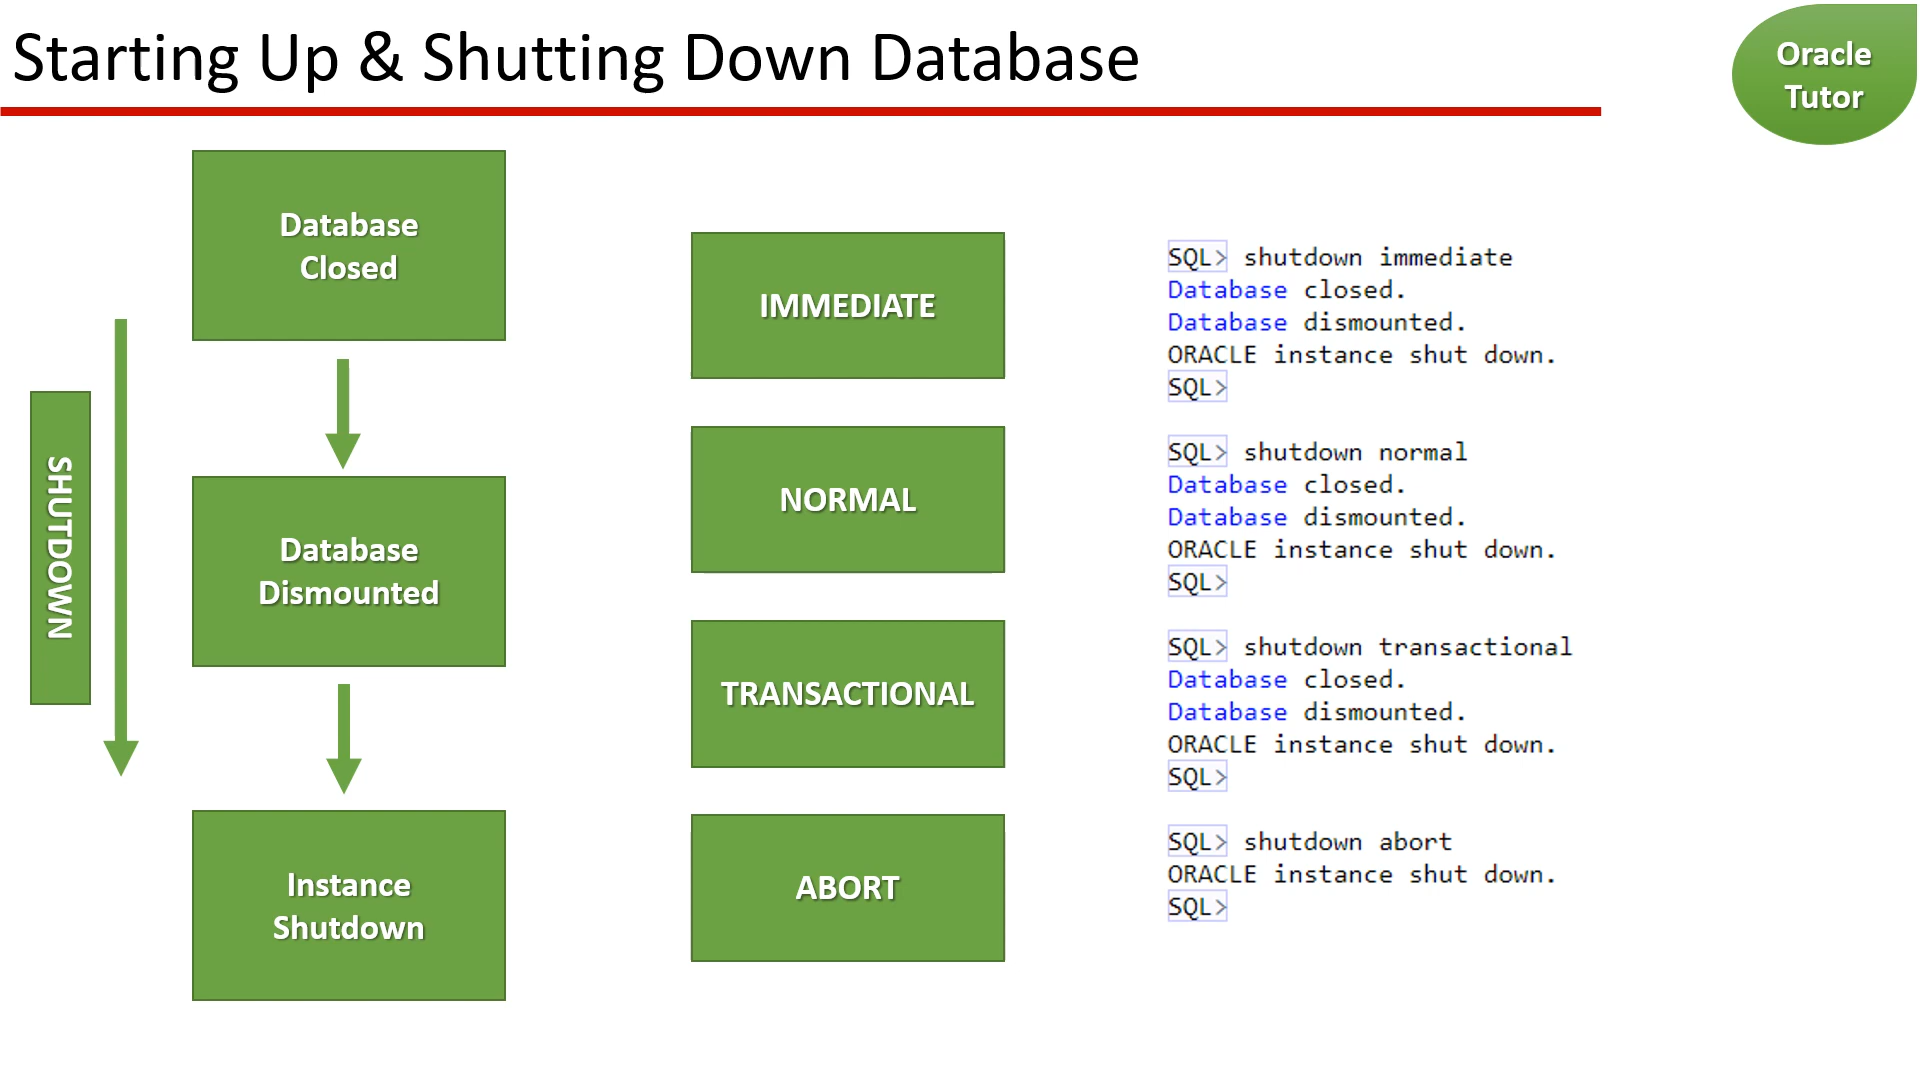 Starting Up & Shutting Down Database
Oracle
Tutor
SHUTDOWN
Database
Closed
Database
Dismounted
Instance
Shutdown
IMMEDIATE
NORMAL
TRANSACTIONAL
ABORT
SQL> shutdown immediate
Database closed.
Database dismounted.
ORACLE instance shut down.
SQL>
SQL> shutdown normal
Database closed.
Database dismounted.
ORACLE instance shut down.
SQL>
SQL> shutdown transactional
Database closed.
Database dismounted.
ORACLE instance shut down.
SQL>
SQL> shutdown abort
ORACLE instance shut down.
SQL>